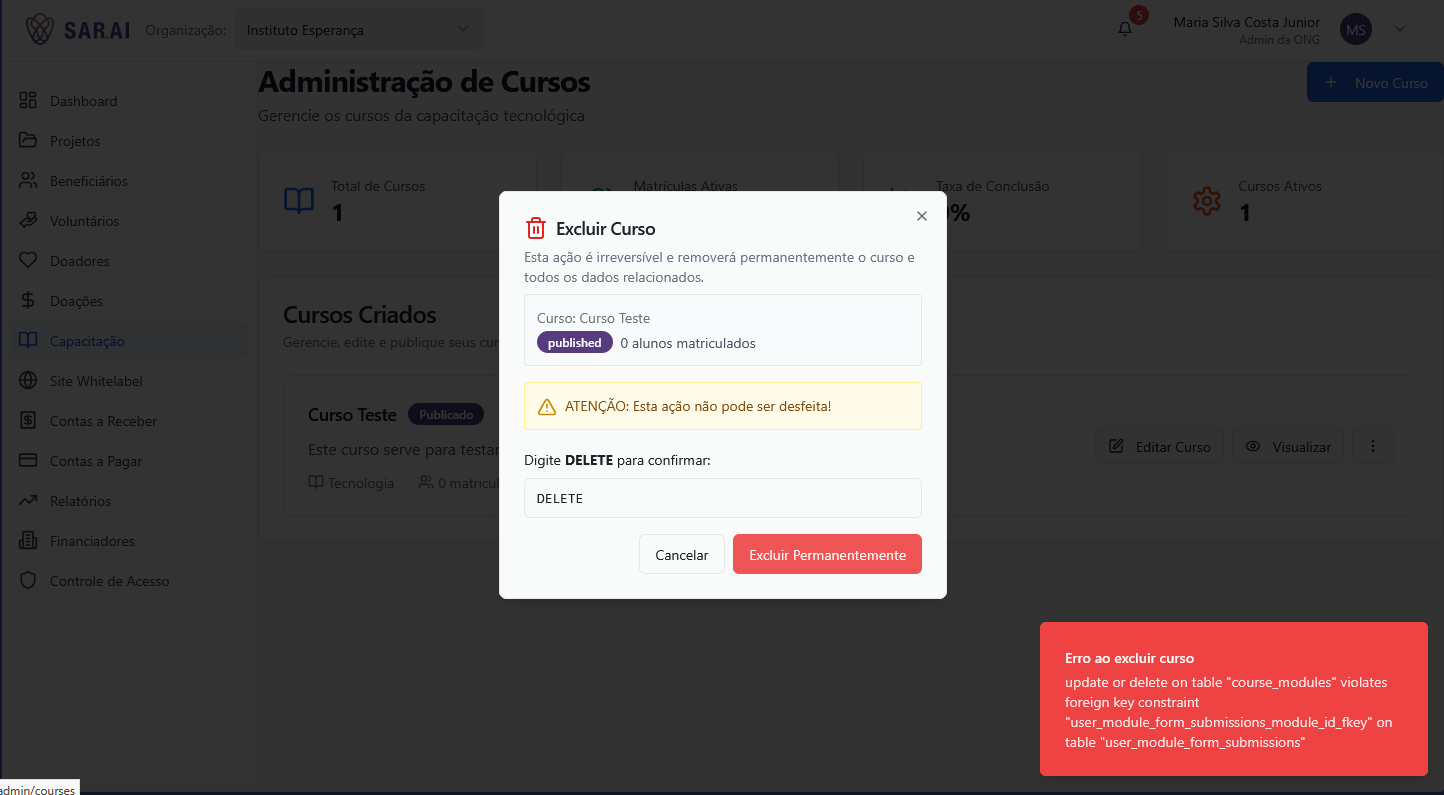 SAR.AI
Organização:
Instituto Esperança
5
Maria Silva Costa Junior
Admin da ONG
MS
Dashboard
Projetos
Beneficiários
Voluntários
Doadores
Doações
Capacitação
Site Whitelabel
Contas a Receber
Contas a Pagar
Relatórios
Financiadores
Controle de Acesso
Administração de Cursos
Gerencie os cursos da capacitação tecnológica
+ Novo Curso
Total de Cursos
1
Matrículas Ativas
Taxa de Conclusão
%
Cursos Ativos
1
Cursos Criados
Gerencie, edite e publique seus
Curso Teste
Publicado
Este curso serve para testar
Tecnologia
0
Editar Curso
Visualizar
Excluir Curso
Esta ação é irreversível e removerá permanentemente o curso e
todos os dados relacionados.
Curso: Curso Teste
published
0 alunos matriculados
ATENÇÃO: Esta ação não pode ser desfeita!
Digite DELETE para confirmar:
DELETE
Cancelar
Excluir Permanentemente
Erro ao excluir curso
update or delete on table "course_modules" violates
foreign key constraint
"user_module_form_submissions_module_id_fkey" on
table "user_module_form_submissions"
admin/courses